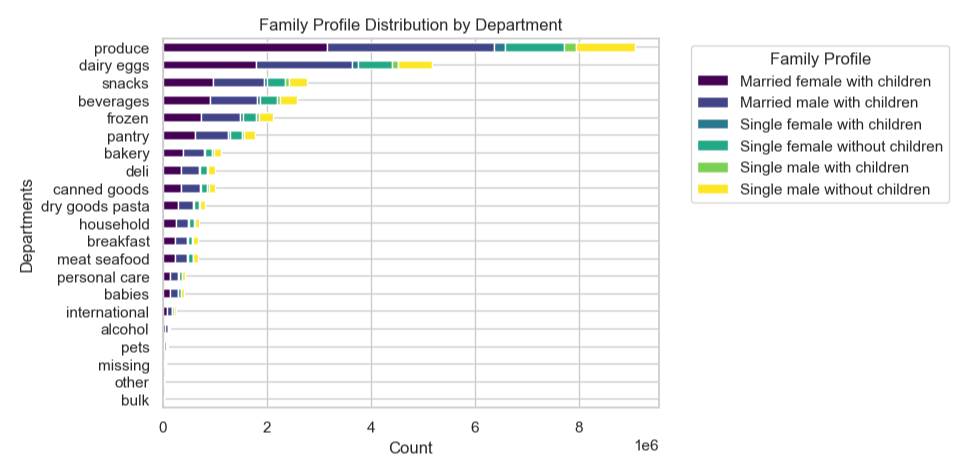 Family Profile Distribution by Department
produce
dairy eggs
snacks
beverages
frozen
pantry
bakery
deli
canned goods
dry goods pasta
household
breakfast
meat seafood
personal care
babies
international
alcohol
pets
missing
other
bulk
Departments
0 2 4 6 8
1e6
Count
Family Profile
Married female with children
Married male with children
Single female with children
Single female without children
Single male with children
Single male without children